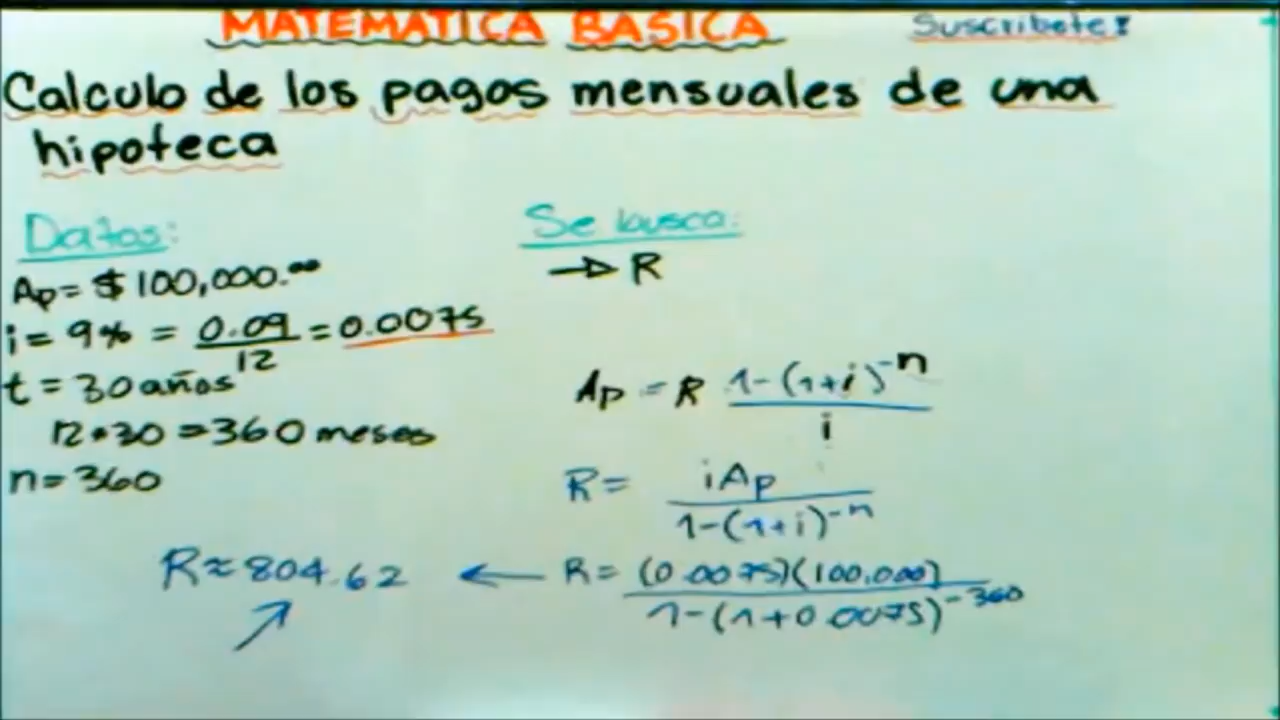 MATEMATICA BASICA
Suscribete!
Calculo de los pagos mensuales de una
hipoteca
Datos:
Ap = $ 100,000.00
i = 9% = 0.09/12 = 0.0075
t = 30 años
12*30 = 360 meses
n = 360
Se busca:
→ R
Ap = R (1-(1+i)^-n)/i
R = iAp/(1-(1+i)^-n)
R = (0.0075)(100,000)/(1-(1+0.0075)^-360)
R ≈ 804.62 ←